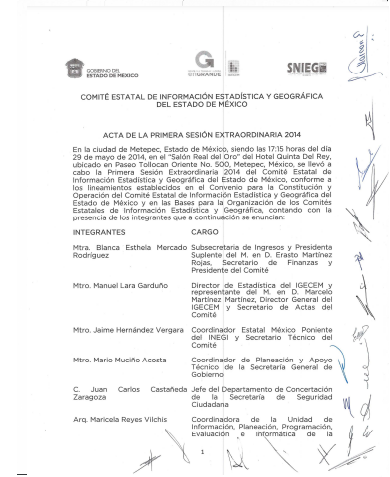 GOBIERNO DEL
ESTADO DE MÉXICO
G
GRANDE
SNIEG
COMITÉ ESTATAL DE INFORMACIÓN ESTADÍSTICA Y GEOGRÁFICA
DEL ESTADO DE MÉXICO
ACTA DE LA PRIMERA SESIÓN EXTRAORDINARIA 2014
En la ciudad de Metepec, Estado de México, siendo las 17:15 horas del día
29 de mayo de 2014, en el "Salón Real del Oro" del Hotel Quinta Del Rey,
ubicado en Paseo Tollocan Oriente No. 500, Metepec, México, se llevó a
cabo la Primera Sesión Extraordinaria 2014 del Comité Estatal de
Información Estadística y Geográfica del Estado de México, conforme a
los lineamientos establecidos en el Convenio para la Constitución y
Operación del Comité Estatal de Información Estadística y Geográfica del
Estado de México y en las Bases para la Organización de los Comités
Estatales de Información Estadística y Geográfica, contando con la
presencia de los integrantes que a continuación se enuncian:
INTEGRANTES CARGO
Mtra. Blanca Esthela Mercado Subsecretaria de Ingresos y Presidenta
Rodríguez Suplente del M. en D. Erasto Martínez
Rojas, Secretario de Finanzas y
Presidente del Comité
Mtro. Manuel Lara Garduño Director de Estadística del IGECEM y
representante del M. en D. Marcelo
Martínez Martínez, Director General del
IGECEM y Secretario de Actas del
Comité
Mtro. Jaime Hernández Vergara Coordinador Estatal México Poniente
del INEGI y Secretario Técnico del
Comité
Mtro. Mario Muciño Acosta Coordinador de Planeación y Apoyo
Técnico de la Secretaría General de
Gobierno
C. Juan Carlos Castañeda Jefe del Departamento de Concertación
Zaragoza de la Secretaría de Seguridad
Ciudadana
Arq. Maricela Reyes Vilchis Coordinadora de la Unidad de
Información, Planeación, Programación,
Evaluación e Informática de la
1